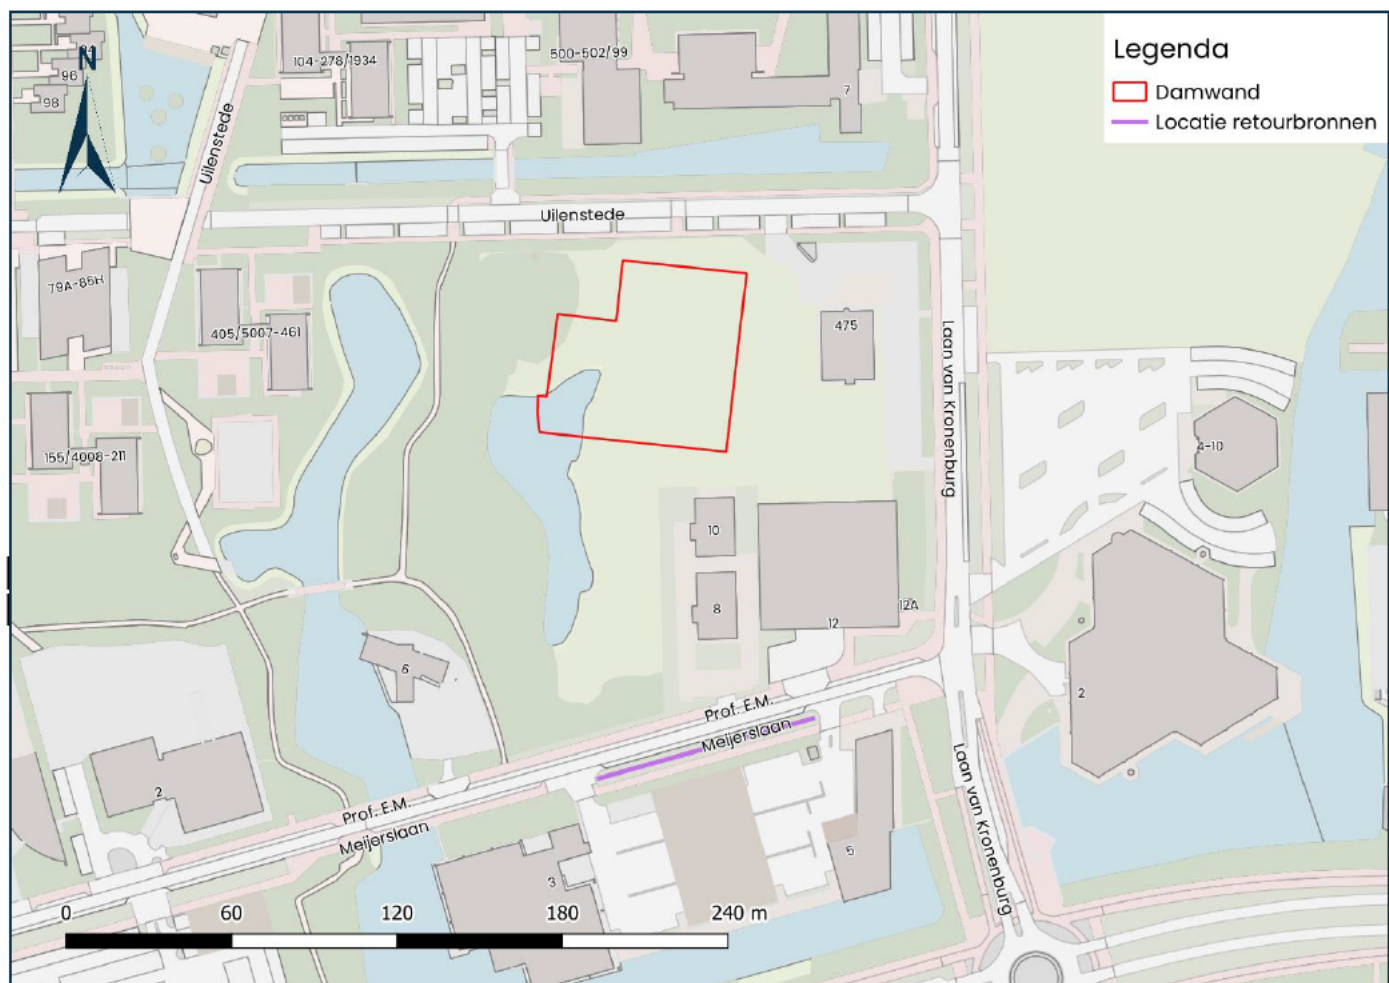 Legenda
Damwand
Locatie retourbronnen
N
94
96
98
104-278/1934
500-502/99
7
Uilenstede
Uilenstede
79A-85H
405/5007-461
475
Laan van Kronenburg
155/4008-211
4-10
10
8
12A
12
6
2
Prof. E.M.
Meijerslaan
2
Prof. E.M.
Meijerslaan
Laan van Kronenburg
3
5
0 60 120 180 240 m